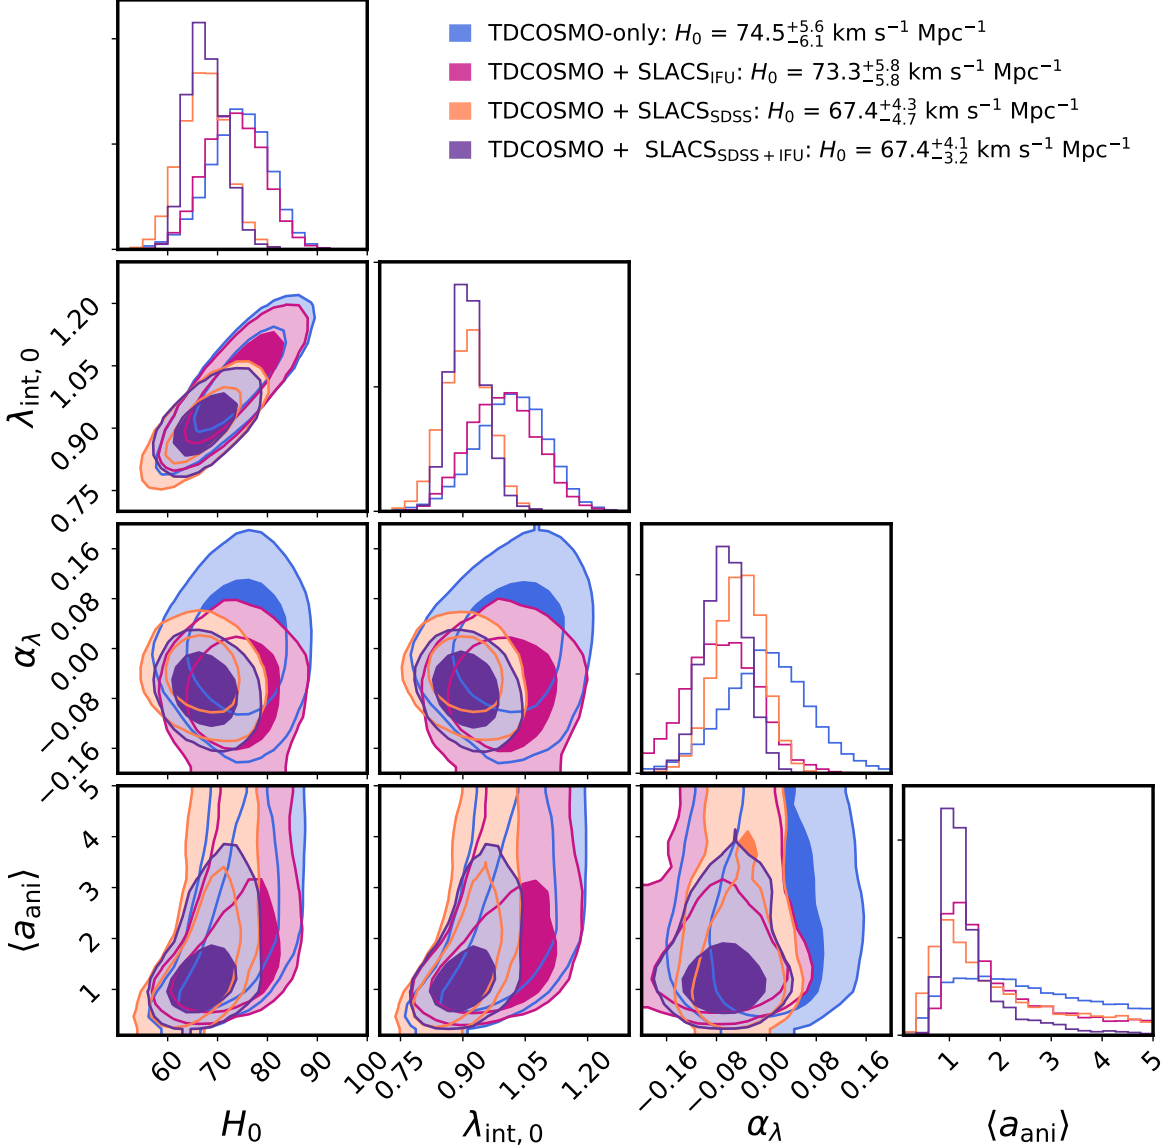 TDCOSMO-only: H₀ = 74.5⁺⁵·⁶₋₆.₁ km s⁻¹ Mpc⁻¹
TDCOSMO + SLACS_IFU: H₀ = 73.3⁺⁵·⁸₋₅.₈ km s⁻¹ Mpc⁻¹
TDCOSMO + SLACS_SDSS: H₀ = 67.4⁺⁴·³₋₄.₇ km s⁻¹ Mpc⁻¹
TDCOSMO + SLACS_SDSS+IFU: H₀ = 67.4⁺⁴·¹₋₃.₂ km s⁻¹ Mpc⁻¹
λ_int, 0
1.20
1.05
0.90
0.75
α_λ
0.16
0.08
0.00
−0.08
−0.16
⟨a_ani⟩
5
4
3
2
1
60 70 80 90 100
0.75 0.90 1.05 1.20
−0.16 −0.08 0.00 0.08 0.16
1 2 3 4 5
H₀ λ_int, 0 α_λ ⟨a_ani⟩